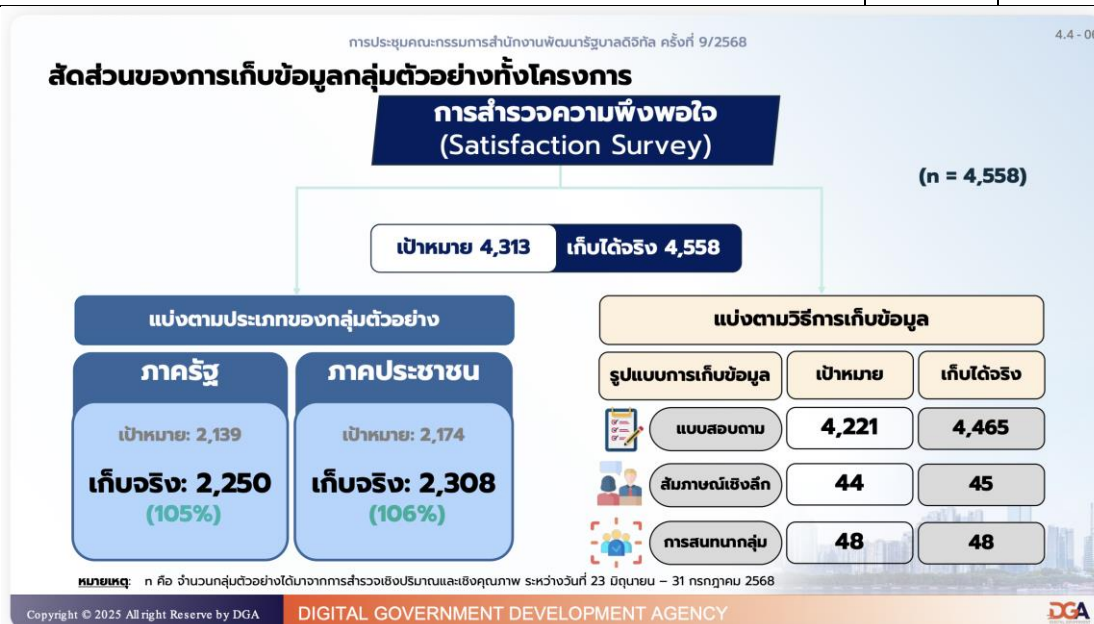 การประชุมคณะกรรมการสำนักงานพัฒนารัฐบาลดิจิทัล ครั้งที่ 9/2568
4.4 - 06
สัดส่วนของการเก็บข้อมูลกลุ่มตัวอย่างทั้งโครงการ
การสำรวจความพึงพอใจ
(Satisfaction Survey)
(n = 4,558)
เป้าหมาย 4,313 เก็บได้จริง 4,558
แบ่งตามประเภทของกลุ่มตัวอย่าง
ภาครัฐ
เป้าหมาย: 2,139
เก็บจริง: 2,250
(105%)
ภาคประชาชน
เป้าหมาย: 2,174
เก็บจริง: 2,308
(106%)
แบ่งตามวิธีการเก็บข้อมูล
รูปแบบการเก็บข้อมูล เป้าหมาย เก็บได้จริง
แบบสอบถาม 4,221 4,465
สัมภาษณ์เชิงลึก 44 45
การสนทนากลุ่ม 48 48
หมายเหตุ: n คือ จำนวนกลุ่มตัวอย่างได้มาจากการสำรวจเชิงปริมาณและเชิงคุณภาพ ระหว่างวันที่ 23 มิถุนายน – 31 กรกฎาคม 2568
Copyright © 2025 All right Reserve by DGA DIGITAL GOVERNMENT DEVELOPMENT AGENCY DGA